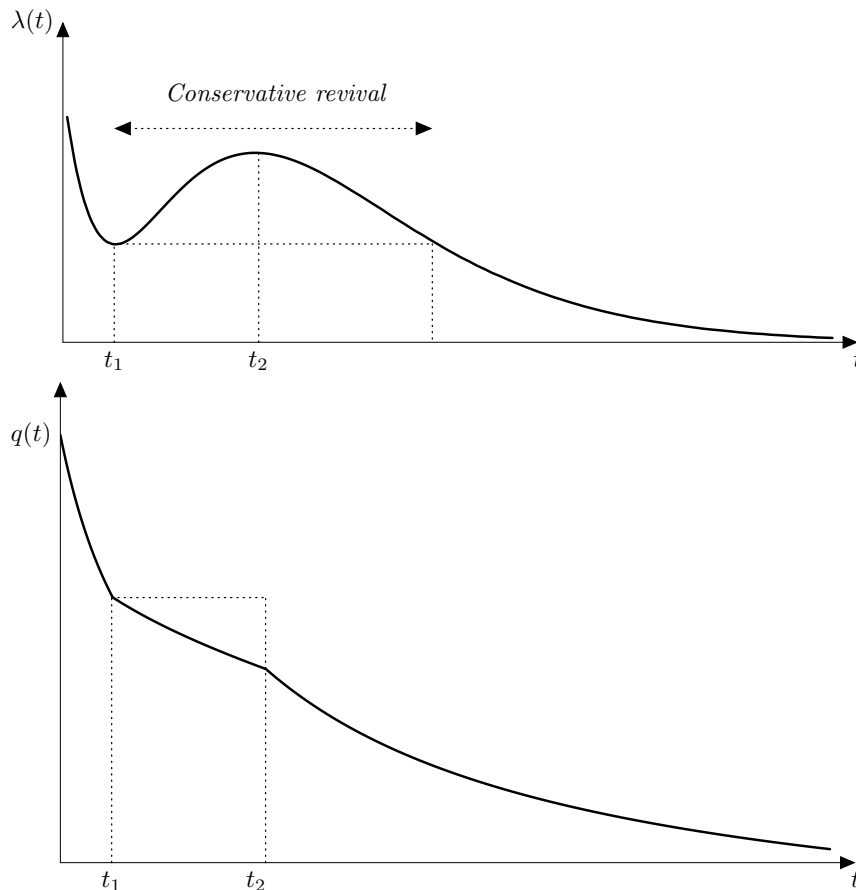 λ(t)
Conservative revival
t₁ t₂ t
q(t)
t₁ t₂ t